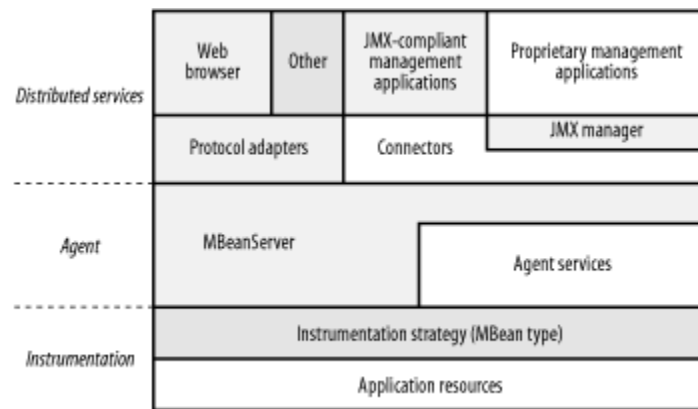 Web
browser
Other
JMX-compliant
management
applications
Proprietary management
applications
Distributed services
Protocol adapters
Connectors
JMX manager
Agent
MBeanServer
Agent services
Instrumentation strategy (MBean type)
Instrumentation
Application resources